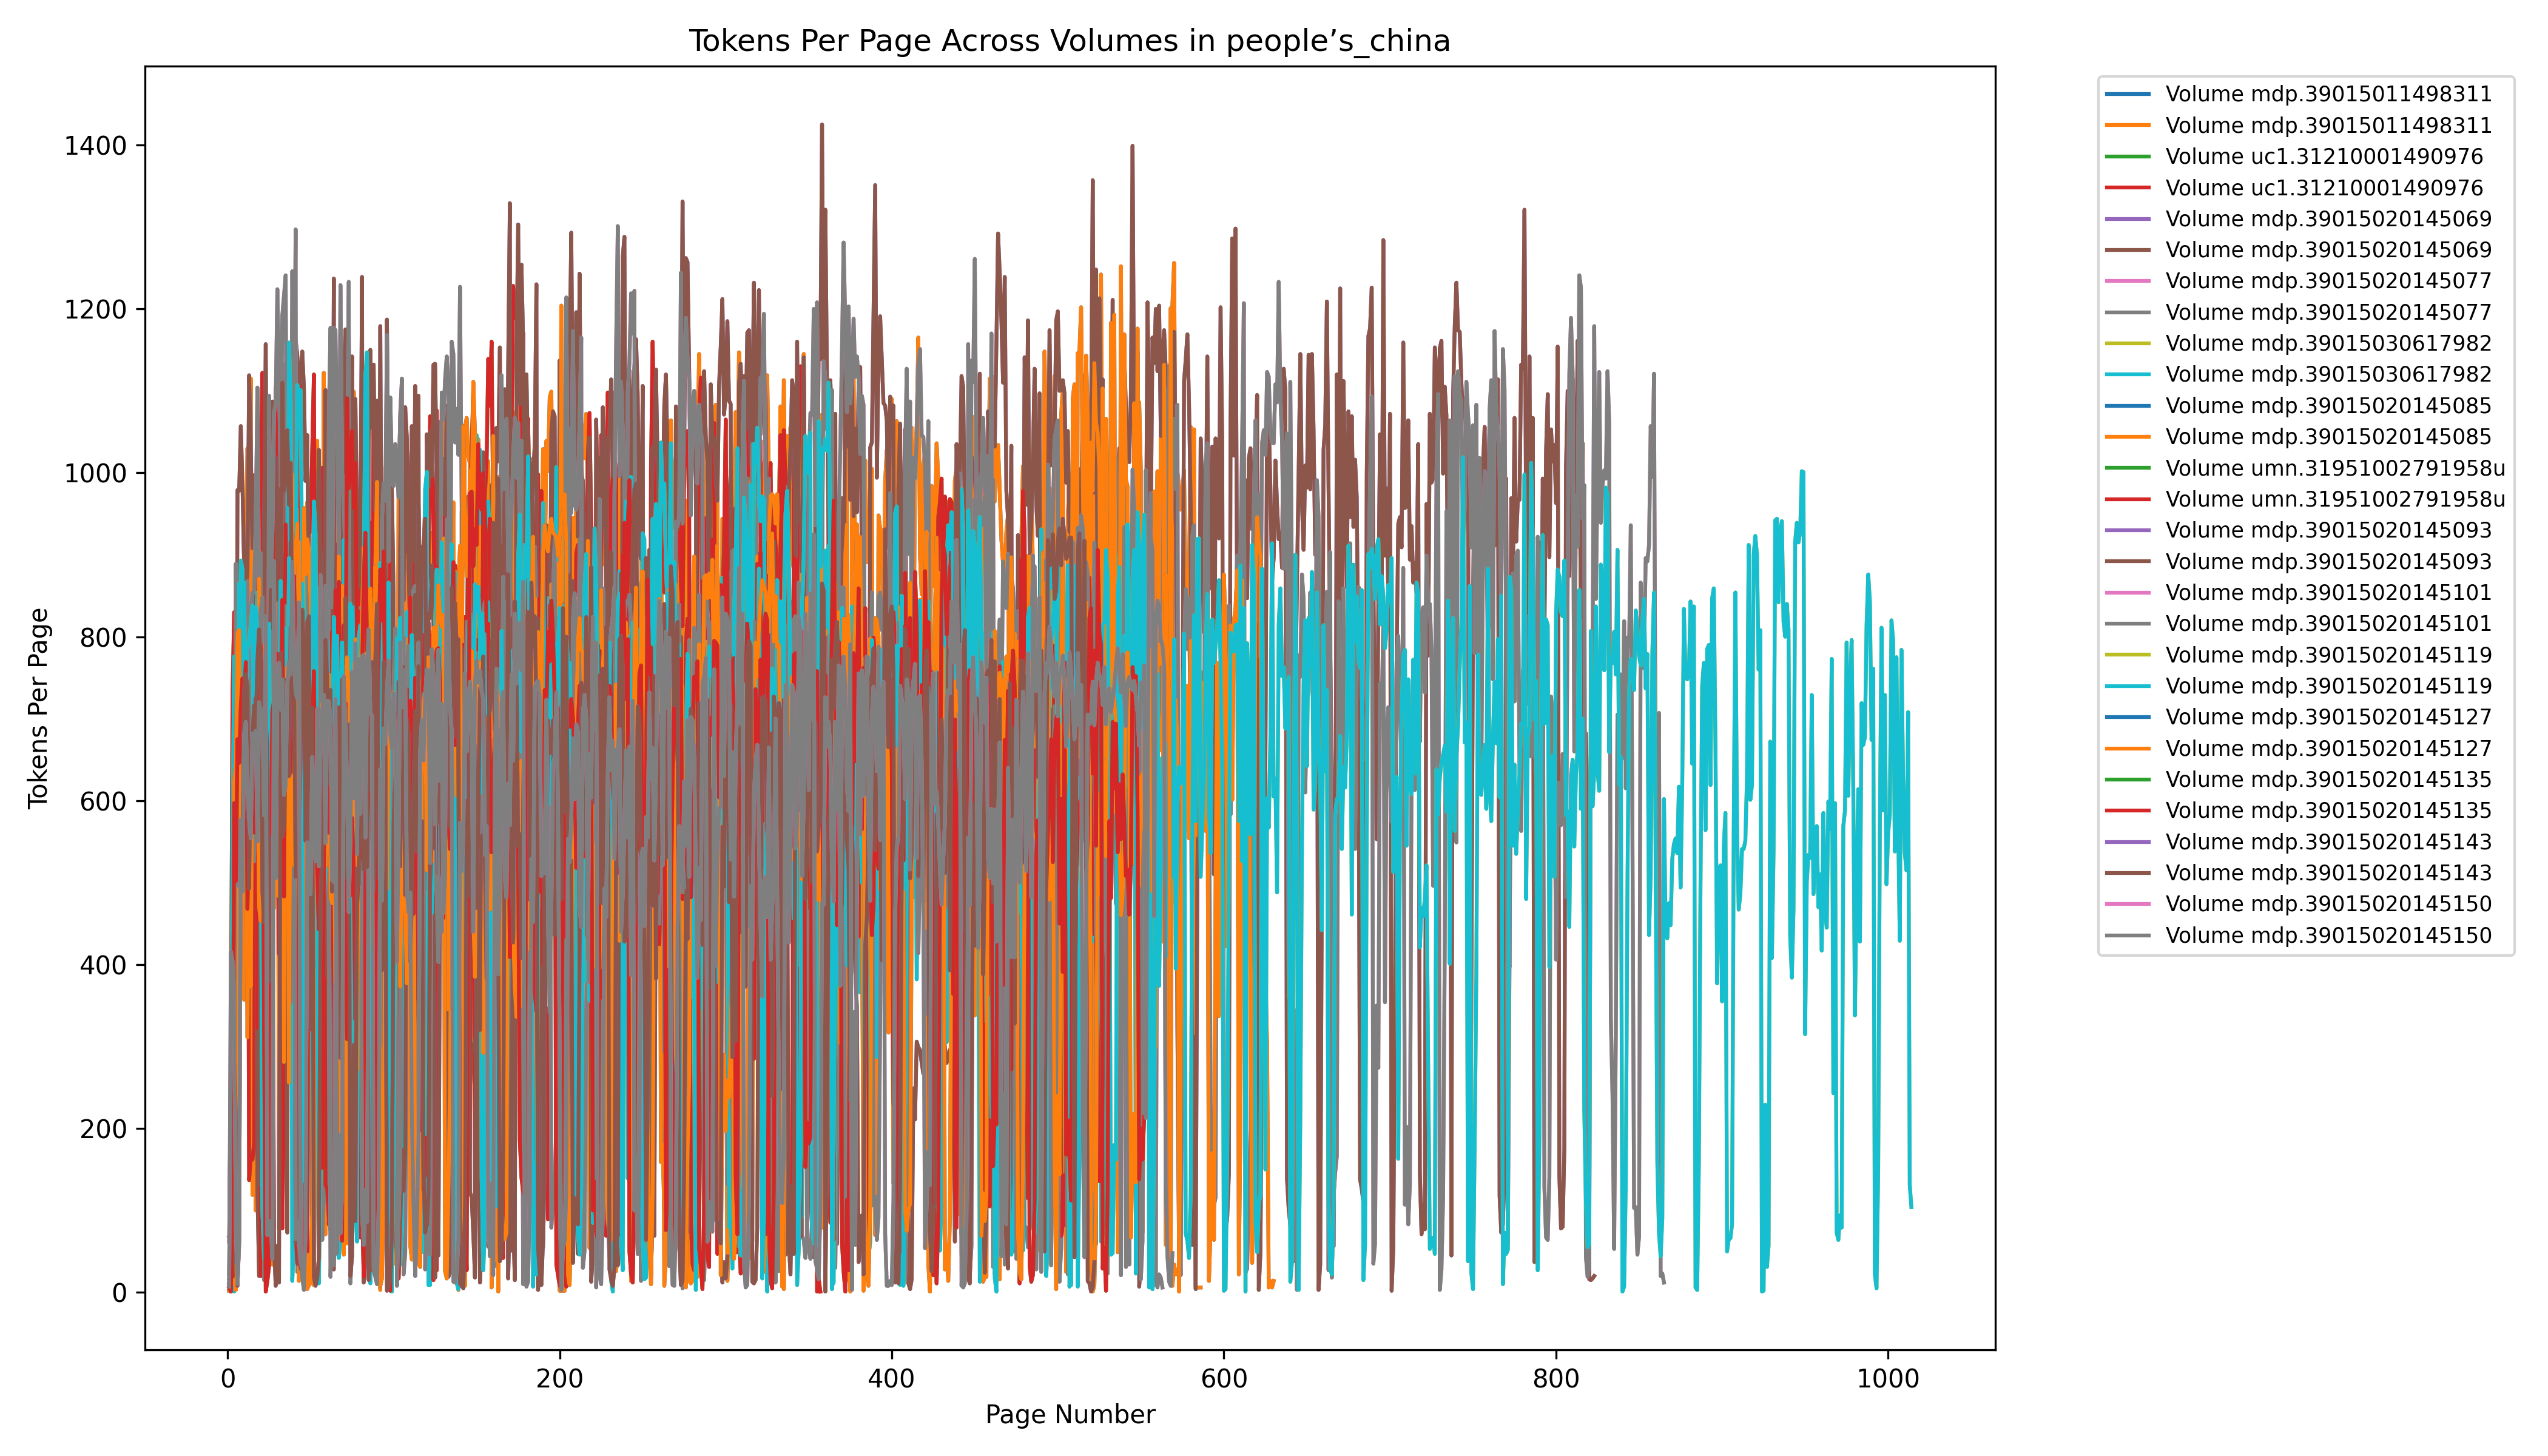 Tokens Per Page Across Volumes in people’s_china
Tokens Per Page
1400
1200
1000
800
600
400
200
0
0 200 400 600 800 1000
Page Number
Volume mdp.39015011498311
Volume mdp.39015011498311
Volume uc1.31210001490976
Volume uc1.31210001490976
Volume mdp.39015020145069
Volume mdp.39015020145069
Volume mdp.39015020145077
Volume mdp.39015020145077
Volume mdp.39015030617982
Volume mdp.39015030617982
Volume mdp.39015020145085
Volume mdp.39015020145085
Volume umn.31951002791958u
Volume umn.31951002791958u
Volume mdp.39015020145093
Volume mdp.39015020145093
Volume mdp.39015020145101
Volume mdp.39015020145101
Volume mdp.39015020145119
Volume mdp.39015020145119
Volume mdp.39015020145127
Volume mdp.39015020145127
Volume mdp.39015020145135
Volume mdp.39015020145135
Volume mdp.39015020145143
Volume mdp.39015020145143
Volume mdp.39015020145150
Volume mdp.39015020145150